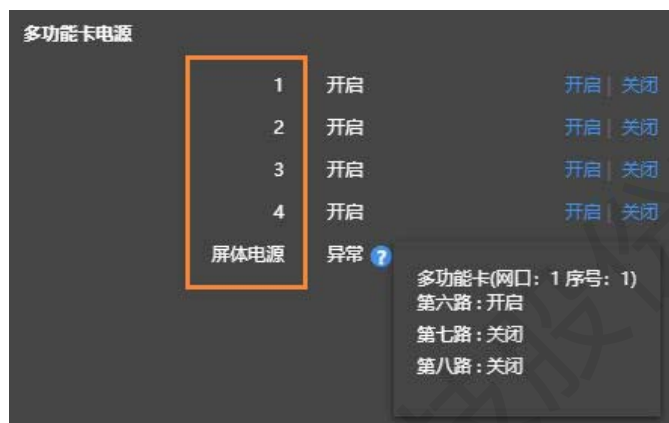 多功能卡电源
1 开启 开启 | 关闭
2 开启 开启 | 关闭
3 开启 开启 | 关闭
4 开启 开启 | 关闭
屏体电源 异常 ?
多功能卡(网口：1 序号：1)
第六路 : 开启
第七路 : 关闭
第八路 : 关闭